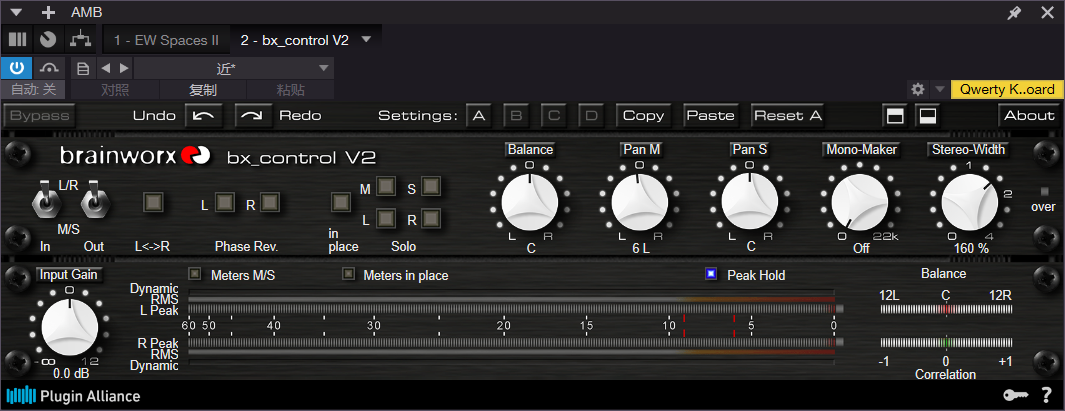 AMB
1 - EW Spaces II 2 - bx_control V2
近*
自动: 关 对照 复制 粘贴 Qwerty K..oard
Bypass Undo Redo Settings: A B C D Copy Paste Reset A About
brainworx bx_control V2
Balance Pan M Pan S Mono-Maker Stereo-Width
0 0 0 1
L/R M S
L R 2
M/S L R over
L R L R L R Off 22k 0 4
In Out L<->R Phase Rev. in place Solo C 6 L C Off 160 %
Input Gain Meters M/S Meters in place Peak Hold Balance
0
Dynamic
RMS
L Peak
12L C 12R
60 50 40 30 25 20 15 10 5 0
R Peak
RMS
Dynamic
-∞ 12
-1 0 +1
0.0 dB
Correlation
Plugin Alliance ?